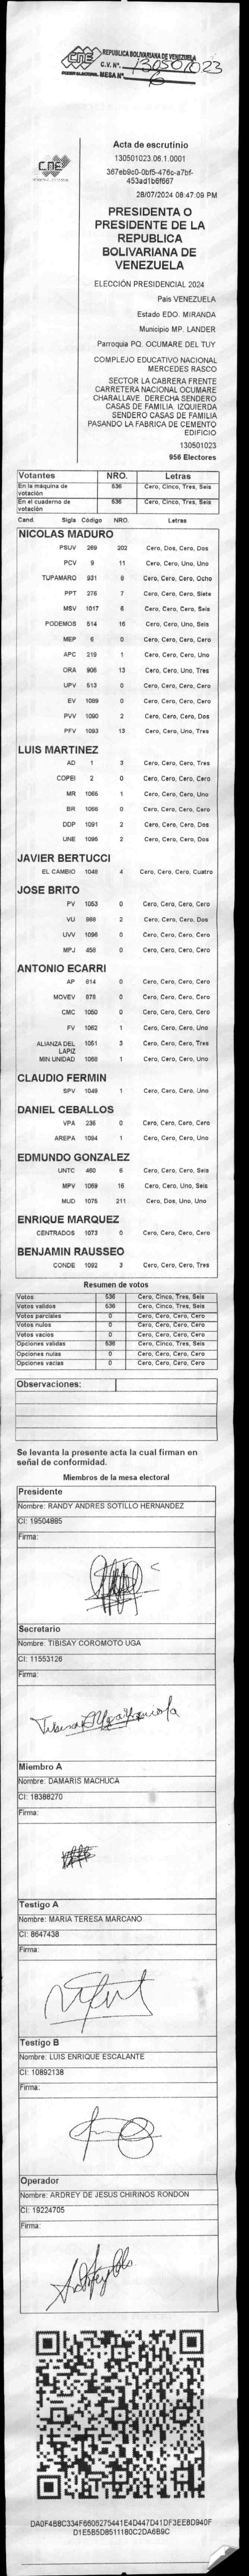 REPUBLICA BOLIVARIANA DE VENEZUELA
CNE
PODER ELECTORAL
C.V. N°. 130501023
MESA N° 6
CNE
Acta de escrutinio
130501023.06.1.0001
367eb9c0-0bf5-476c-a7bf-
453ad1b6f667
28/07/2024 08:47:09 PM
PRESIDENTA O
PRESIDENTE DE LA
REPUBLICA
BOLIVARIANA DE
VENEZUELA
ELECCIÓN PRESIDENCIAL 2024
Pais VENEZUELA
Estado EDO. MIRANDA
Municipio MP. LANDER
Parroquia PQ. OCUMARE DEL TUY
COMPLEJO EDUCATIVO NACIONAL
MERCEDES RASCO
SECTOR LA CABRERA FRENTE
CARRETERA NACIONAL OCUMARE
CHARALLAVE. DERECHA SENDERO
CASAS DE FAMILIA. IZQUIERDA
SENDERO CASAS DE FAMILIA
PASANDO LA FABRICA DE CEMENTO
EDIFICIO
130501023
956 Electores
Votantes NRO. Letras
En la máquina de votación 536 Cero, Cinco, Tres, Seis
En el cuaderno de votación 536 Cero, Cinco, Tres, Seis
Cand. Sigla Código NRO. Letras
NICOLAS MADURO
PSUV 269 202 Cero, Dos, Cero, Dos
PCV 9 11 Cero, Cero, Uno, Uno
TUPAMARO 931 8 Cero, Cero, Cero, Ocho
PPT 276 7 Cero, Cero, Cero, Siete
MSV 1017 6 Cero, Cero, Cero, Seis
PODEMOS 514 16 Cero, Cero, Uno, Seis
MEP 6 0 Cero, Cero, Cero, Cero
APC 219 1 Cero, Cero, Cero, Uno
ORA 906 13 Cero, Cero, Uno, Tres
UPV 513 0 Cero, Cero, Cero, Cero
EV 1089 0 Cero, Cero, Cero, Cero
PVV 1090 2 Cero, Cero, Cero, Dos
PFV 1093 13 Cero, Cero, Uno, Tres
LUIS MARTINEZ
AD 1 3 Cero, Cero, Cero, Tres
COPEI 2 0 Cero, Cero, Cero, Cero
MR 1065 1 Cero, Cero, Cero, Uno
BR 1066 0 Cero, Cero, Cero, Cero
DDP 1091 2 Cero, Cero, Cero, Dos
UNE 1095 2 Cero, Cero, Cero, Dos
JAVIER BERTUCCI
EL CAMBIO 1048 4 Cero, Cero, Cero, Cuatro
JOSE BRITO
PV 1053 0 Cero, Cero, Cero, Cero
VU 989 2 Cero, Cero, Cero, Dos
UVV 1096 0 Cero, Cero, Cero, Cero
MPJ 458 0 Cero, Cero, Cero, Cero
ANTONIO ECARRI
AP 814 0 Cero, Cero, Cero, Cero
MOVEV 878 0 Cero, Cero, Cero, Cero
CMC 1050 0 Cero, Cero, Cero, Cero
FV 1062 1 Cero, Cero, Cero, Uno
ALIANZA DEL LAPIZ 1051 3 Cero, Cero, Cero, Tres
MIN UNIDAD 1068 1 Cero, Cero, Cero, Uno
CLAUDIO FERMIN
SPV 1049 1 Cero, Cero, Cero, Uno
DANIEL CEBALLOS
VPA 236 0 Cero, Cero, Cero, Cero
AREPA 1094 1 Cero, Cero, Cero, Uno
EDMUNDO GONZALEZ
UNTC 460 6 Cero, Cero, Cero, Seis
MPV 1069 16 Cero, Cero, Uno, Seis
MUD 1075 211 Cero, Dos, Uno, Uno
ENRIQUE MARQUEZ
CENTRADOS 1073 0 Cero, Cero, Cero, Cero
BENJAMIN RAUSSEO
CONDE 1092 3 Cero, Cero, Cero, Tres
Resumen de votos
Votos 536 Cero, Cinco, Tres, Seis
Votos validos 536 Cero, Cinco, Tres, Seis
Votos parciales 0 Cero, Cero, Cero, Cero
Votos nulos 0 Cero, Cero, Cero, Cero
Votos vacios 0 Cero, Cero, Cero, Cero
Opciones validas 536 Cero, Cinco, Tres, Seis
Opciones nulas 0 Cero, Cero, Cero, Cero
Opciones vacias 0 Cero, Cero, Cero, Cero
Observaciones:
Se levanta la presente acta la cual firman en
señal de conformidad.
Miembros de la mesa electoral
Presidente
Nombre: RANDY ANDRES SOTILLO HERNANDEZ
CI: 19504885
Firma:
Secretario
Nombre: TIBISAY COROMOTO UGA
CI: 11553126
Firma:
Miembro A
Nombre: DAMARIS MACHUCA
CI: 18388270
Firma:
Testigo A
Nombre: MARIA TERESA MARCANO
CI: 8647438
Firma:
Testigo B
Nombre: LUIS ENRIQUE ESCALANTE
CI: 10892138
Firma:
Operador
Nombre: ARDREY DE JESUS CHIRINOS RONDON
CI: 19224705
Firma:
DA0F4B8C334F6606275441E4D447D41DF3EE8D940F
D1E5B5D8511180C2DA6B9C